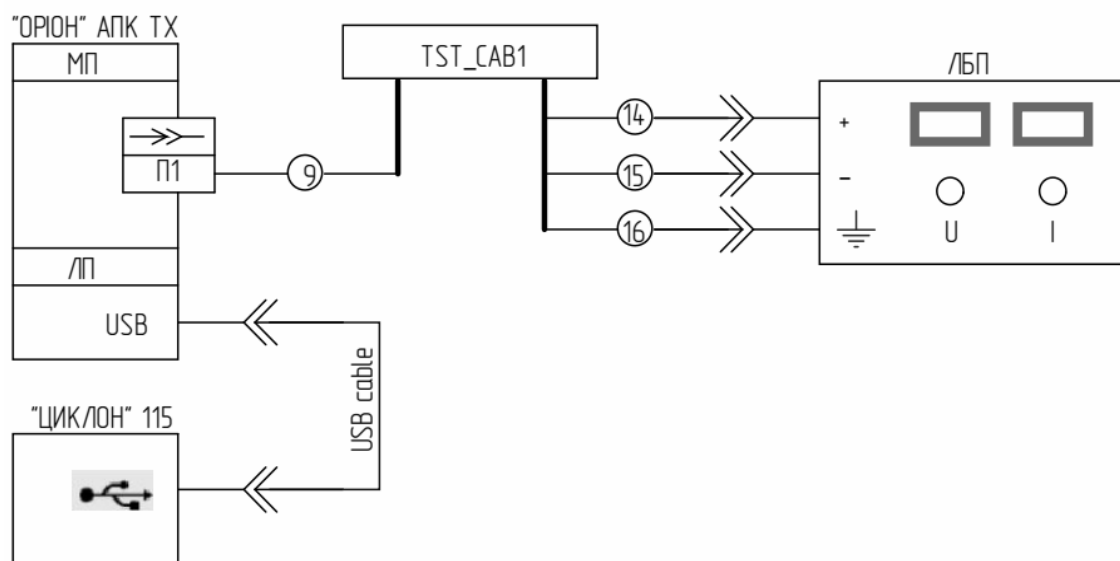 "ОРІОН" АПК ТХ
МП
П1
9
TST_CAB1
14
15
16
ЛБП
+
–
U
I
ЛП
USB
USB cable
"ЦИКЛОН" 115